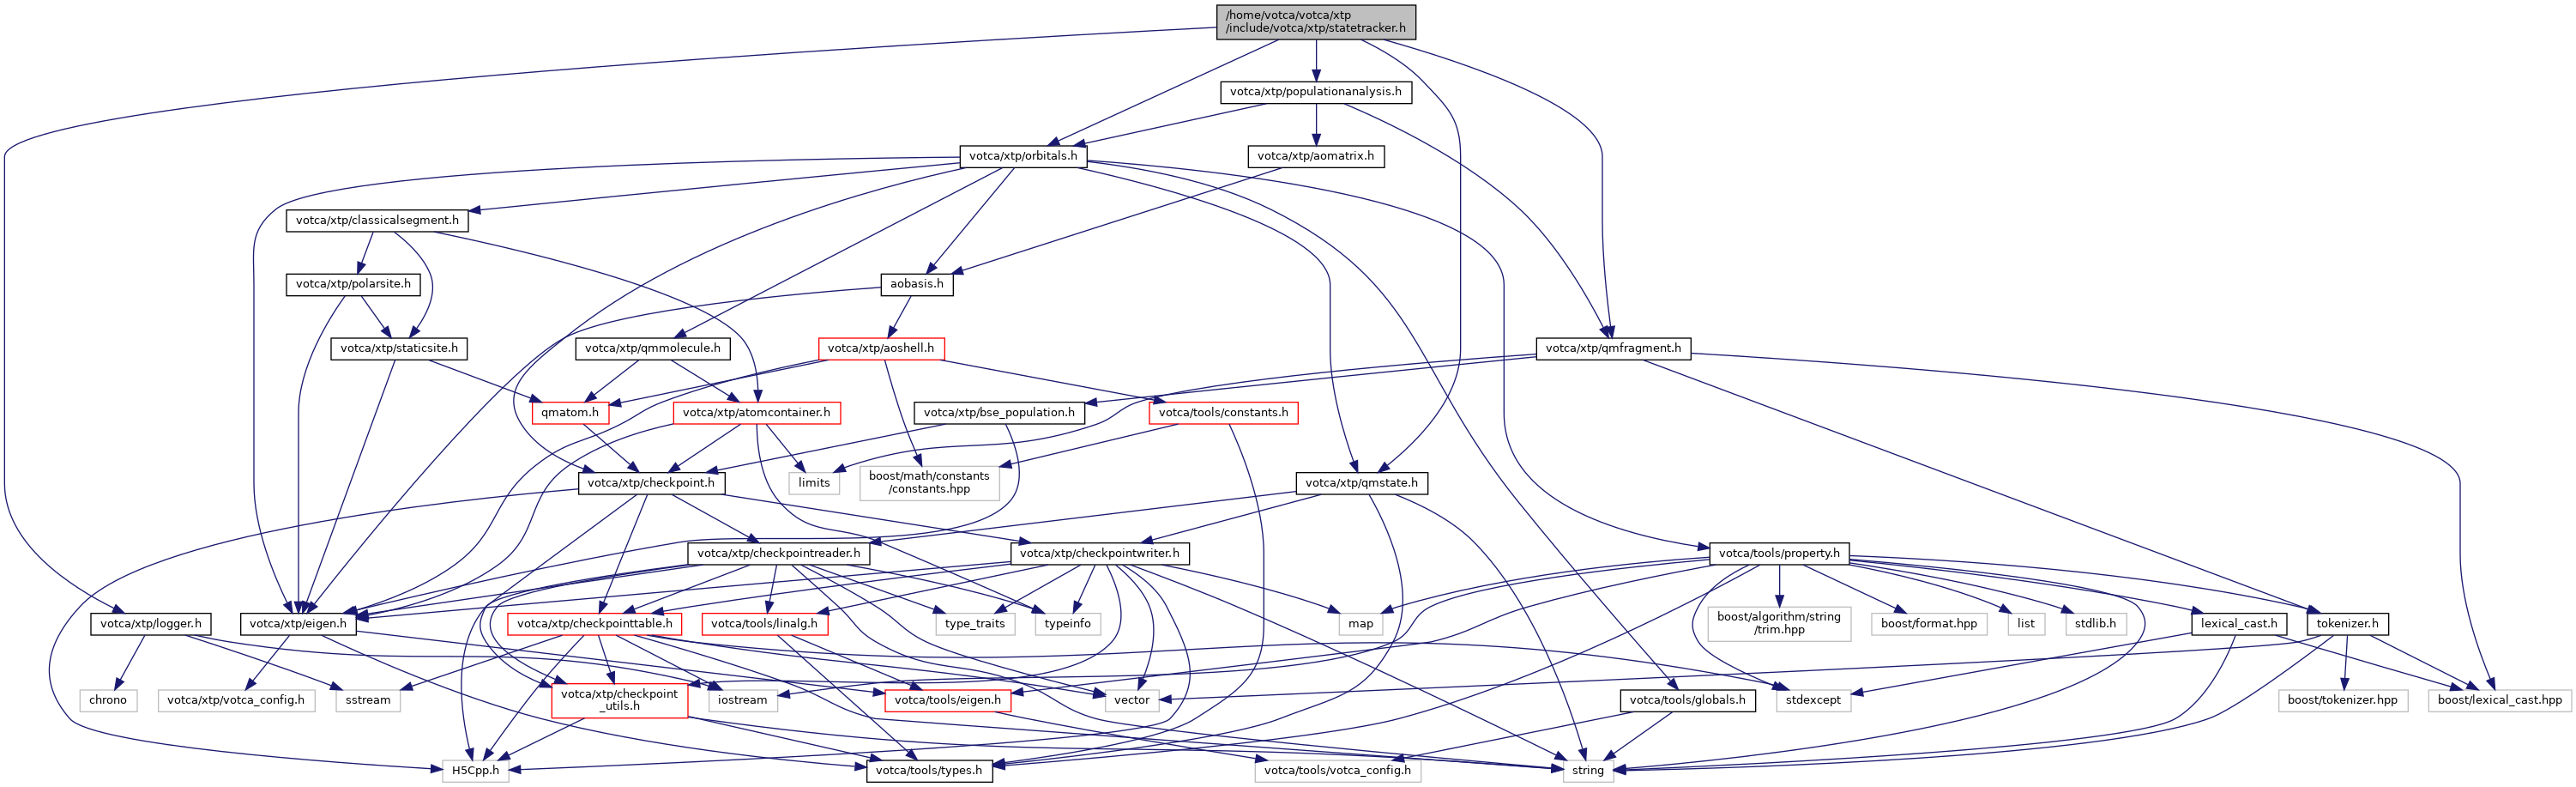 /home/votca/votca/xtp
/include/votca/xtp/statetracker.h
votca/xtp/populationanalysis.h
votca/xtp/orbitals.h
votca/xtp/aomatrix.h
votca/xtp/classicalsegment.h
votca/xtp/polarsite.h
aobasis.h
votca/xtp/staticsite.h
votca/xtp/qmmolecule.h
votca/xtp/aoshell.h
votca/xtp/qmfragment.h
qmatom.h
votca/xtp/atomcontainer.h
votca/xtp/bse_population.h
votca/tools/constants.h
votca/xtp/checkpoint.h
limits
boost/math/constants
/constants.hpp
votca/xtp/qmstate.h
votca/xtp/checkpointreader.h
votca/xtp/checkpointwriter.h
votca/tools/property.h
votca/xtp/logger.h
votca/xtp/eigen.h
votca/xtp/checkpointtable.h
votca/tools/linalg.h
type_traits
typeinfo
map
boost/algorithm/string
/trim.hpp
boost/format.hpp
list
stdlib.h
lexical_cast.h
tokenizer.h
chrono
votca/xtp/votca_config.h
sstream
votca/xtp/checkpoint
_utils.h
iostream
votca/tools/eigen.h
vector
votca/tools/globals.h
stdexcept
boost/tokenizer.hpp
boost/lexical_cast.hpp
H5Cpp.h
votca/tools/types.h
votca/tools/votca_config.h
string